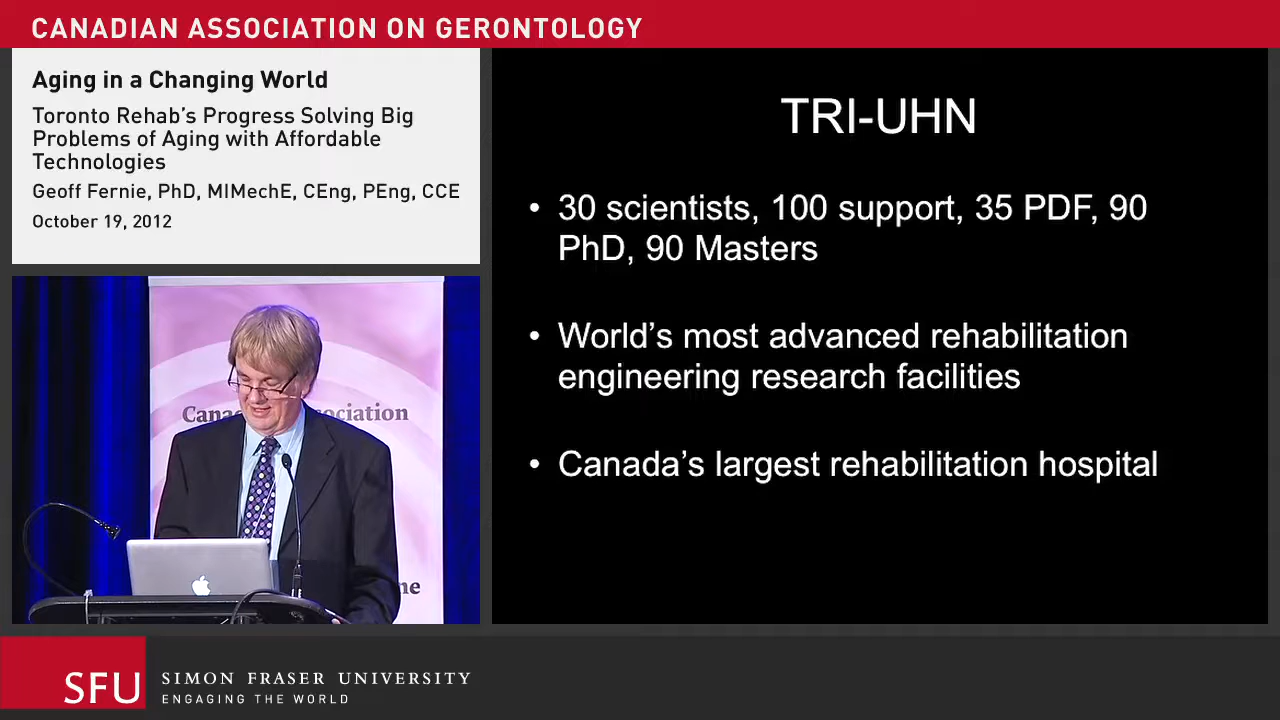 CANADIAN ASSOCIATION ON GERONTOLOGY
Aging in a Changing World
Toronto Rehab's Progress Solving Big
Problems of Aging with Affordable
Technologies
Geoff Fernie, PhD, MIMechE, CEng, PEng, CCE
October 19, 2012
TRI-UHN
• 30 scientists, 100 support, 35 PDF, 90
PhD, 90 Masters
• World's most advanced rehabilitation
engineering research facilities
• Canada's largest rehabilitation hospital
SFU
SIMON FRASER UNIVERSITY
ENGAGING THE WORLD